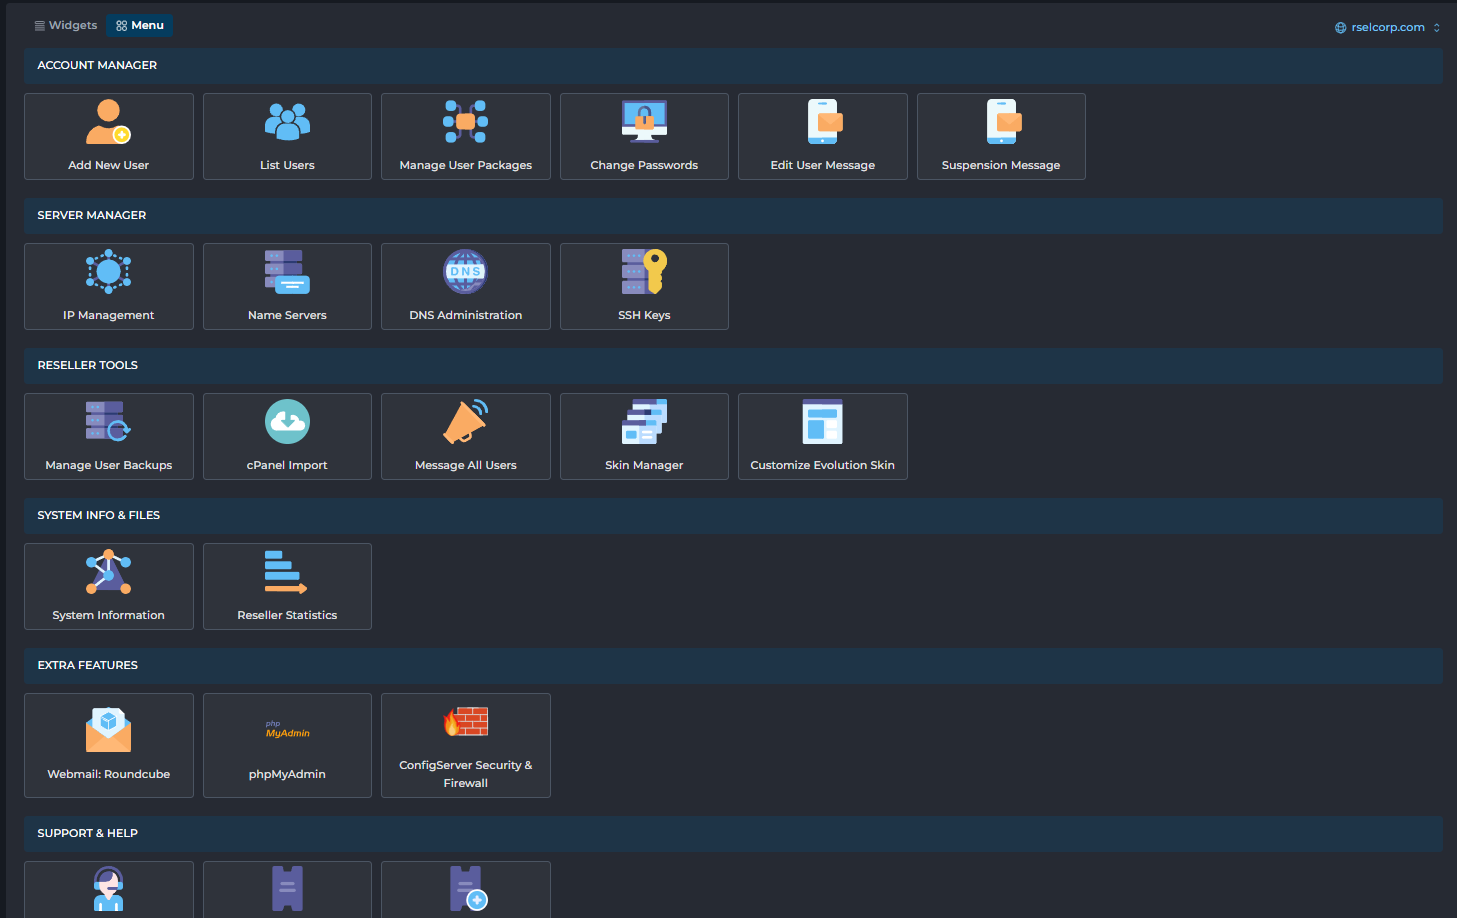 Widgets
Menu
rselcorp.com
ACCOUNT MANAGER
Add New User
List Users
Manage User Packages
Change Passwords
Edit User Message
Suspension Message
SERVER MANAGER
DNS
IP Management
Name Servers
DNS Administration
SSH Keys
RESELLER TOOLS
Manage User Backups
cPanel Import
Message All Users
Skin Manager
Customize Evolution Skin
SYSTEM INFO & FILES
System Information
Reseller Statistics
EXTRA FEATURES
php
MyAdmin
Webmail: Roundcube
phpMyAdmin
ConfigServer Security &
Firewall
SUPPORT & HELP